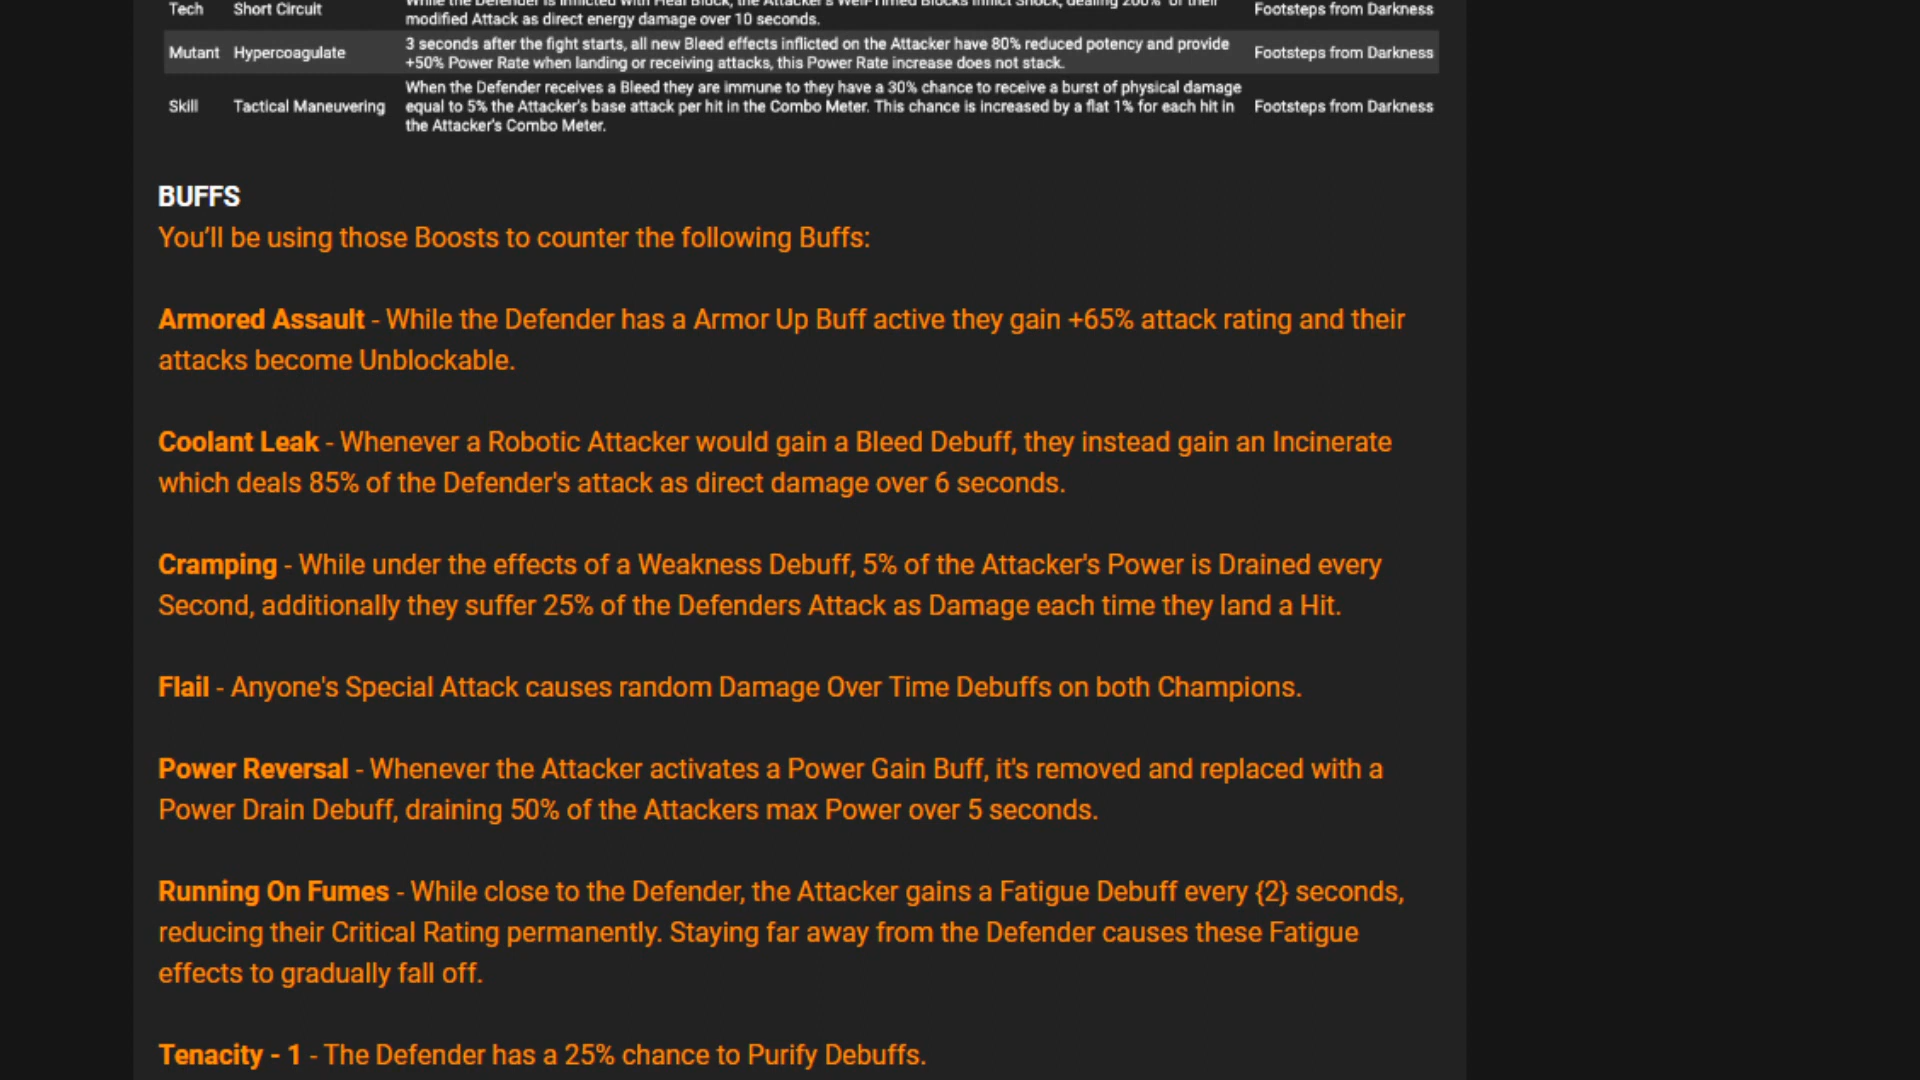 Tech Short Circuit While the Defender is inflicted with Heal Block, the Attacker's Well-Timed Blocks inflict Shock, dealing 200% of their
modified Attack as direct energy damage over 10 seconds. Footsteps from Darkness
Mutant Hypercoagulate 3 seconds after the fight starts, all new Bleed effects inflicted on the Attacker have 80% reduced potency and provide
+50% Power Rate when landing or receiving attacks, this Power Rate increase does not stack. Footsteps from Darkness
When the Defender receives a Bleed they are immune to they have a 30% chance to receive a burst of physical damage
Skill Tactical Maneuvering equal to 5% the Attacker's base attack per hit in the Combo Meter. This chance is increased by a flat 1% for each hit in Footsteps from Darkness
the Attacker's Combo Meter.
BUFFS
You’ll be using those Boosts to counter the following Buffs:
Armored Assault - While the Defender has a Armor Up Buff active they gain +65% attack rating and their
attacks become Unblockable.
Coolant Leak - Whenever a Robotic Attacker would gain a Bleed Debuff, they instead gain an Incinerate
which deals 85% of the Defender's attack as direct damage over 6 seconds.
Cramping - While under the effects of a Weakness Debuff, 5% of the Attacker's Power is Drained every
Second, additionally they suffer 25% of the Defenders Attack as Damage each time they land a Hit.
Flail - Anyone's Special Attack causes random Damage Over Time Debuffs on both Champions.
Power Reversal - Whenever the Attacker activates a Power Gain Buff, it's removed and replaced with a
Power Drain Debuff, draining 50% of the Attackers max Power over 5 seconds.
Running On Fumes - While close to the Defender, the Attacker gains a Fatigue Debuff every {2} seconds,
reducing their Critical Rating permanently. Staying far away from the Defender causes these Fatigue
effects to gradually fall off.
Tenacity - 1 - The Defender has a 25% chance to Purify Debuffs.